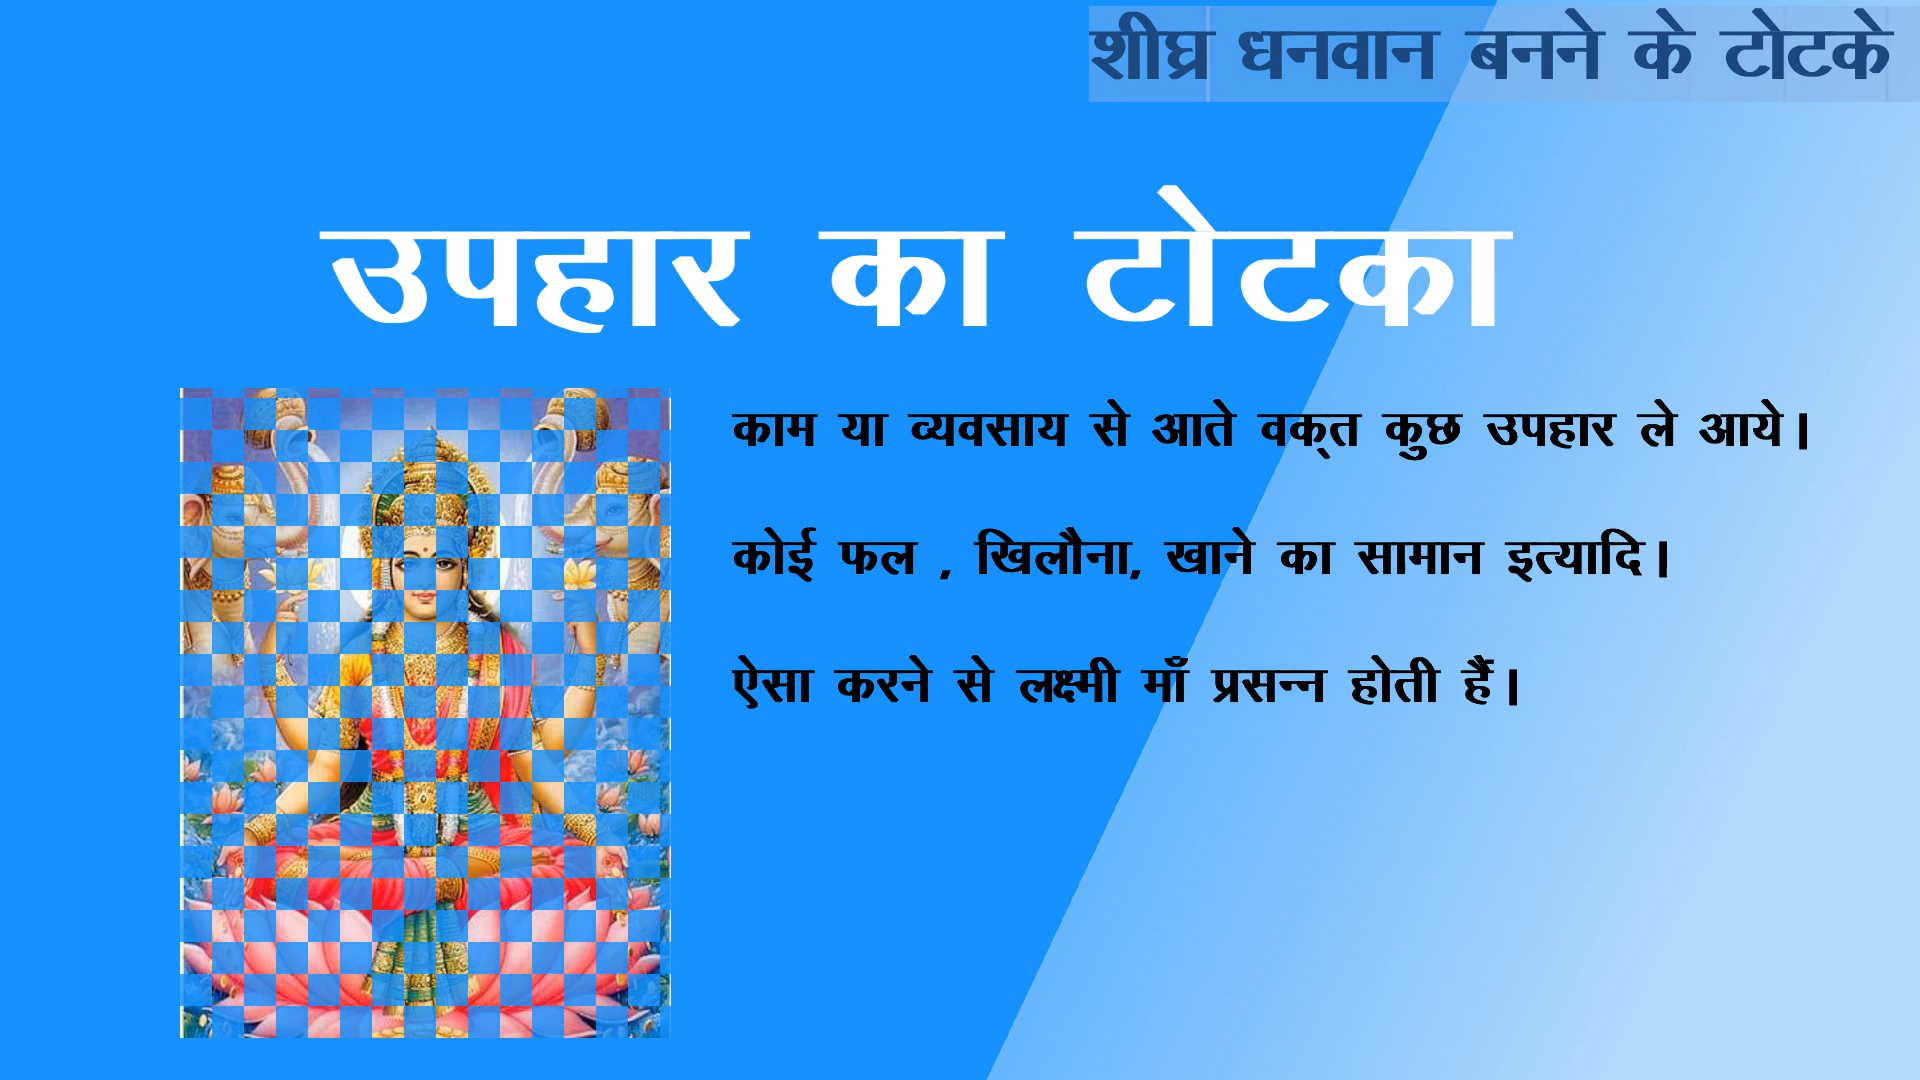 शीघ्र धनवान बनने के टोटके
उपहार का टोटका
काम या व्यवसाय से आते वक्त कुछ उपहार ले आये।
कोई फल , खिलौना, खाने का सामान इत्यादि।
ऐसा करने से लक्ष्मी माँ प्रसन्न होती हैं।